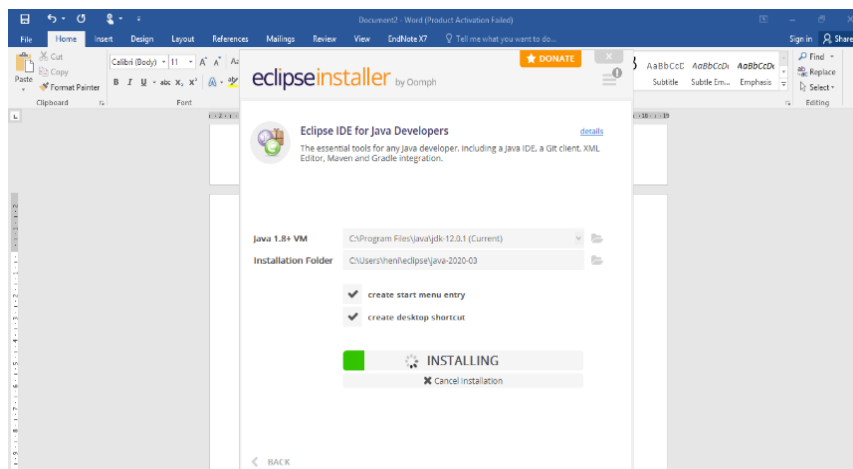 Document2 - Word (Product Activation Failed)
File Home Insert Design Layout References Mailings Review View EndNote X7 Tell me what you want to do... Sign in Share
Cut
Copy
Format Painter
Paste
Clipboard
Calibri (Body) 11
Font
AaBbCcC AaBbCcDı AaBbCcDı
Subtitle Subtle Em... Emphasis
Find
Replace
Select
Editing
DONATE
eclipseinstaller by Oomph
Eclipse IDE for Java Developers details
The essential tools for any Java developer, including a Java IDE, a Git client, XML
Editor, Maven and Gradle integration.
Java 1.8+ VM C:\Program Files\Java\jdk-12.0.1 (Current)
Installation Folder C:\Users\heni\eclipse\java-2020-03
create start menu entry
create desktop shortcut
INSTALLING
Cancel Installation
BACK